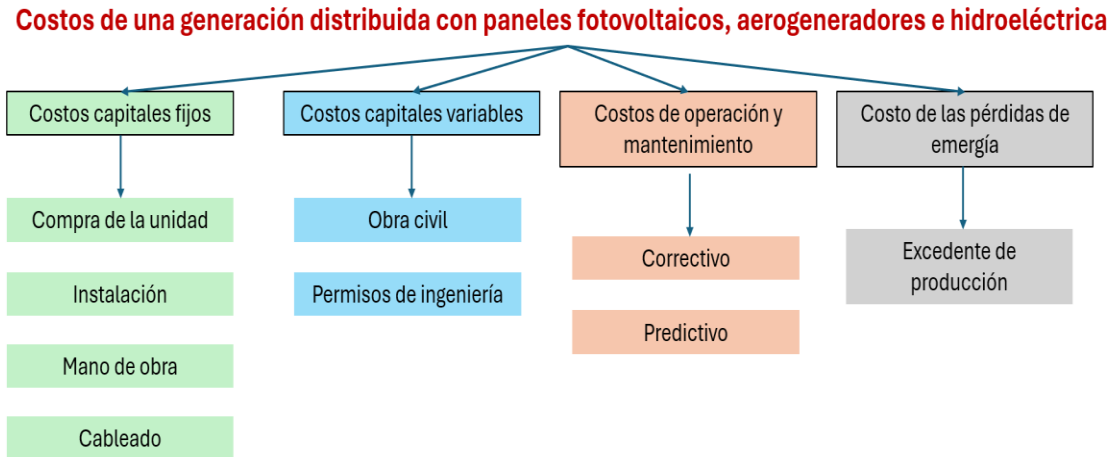 Costos de una generación distribuida con paneles fotovoltaicos, aerogeneradores e hidroeléctrica
Costos capitales fijos
Compra de la unidad
Instalación
Mano de obra
Cableado
Costos capitales variables
Obra civil
Permisos de ingeniería
Costos de operación y
mantenimiento
Correctivo
Predictivo
Costo de las pérdidas de
emergía
Excedente de
producción